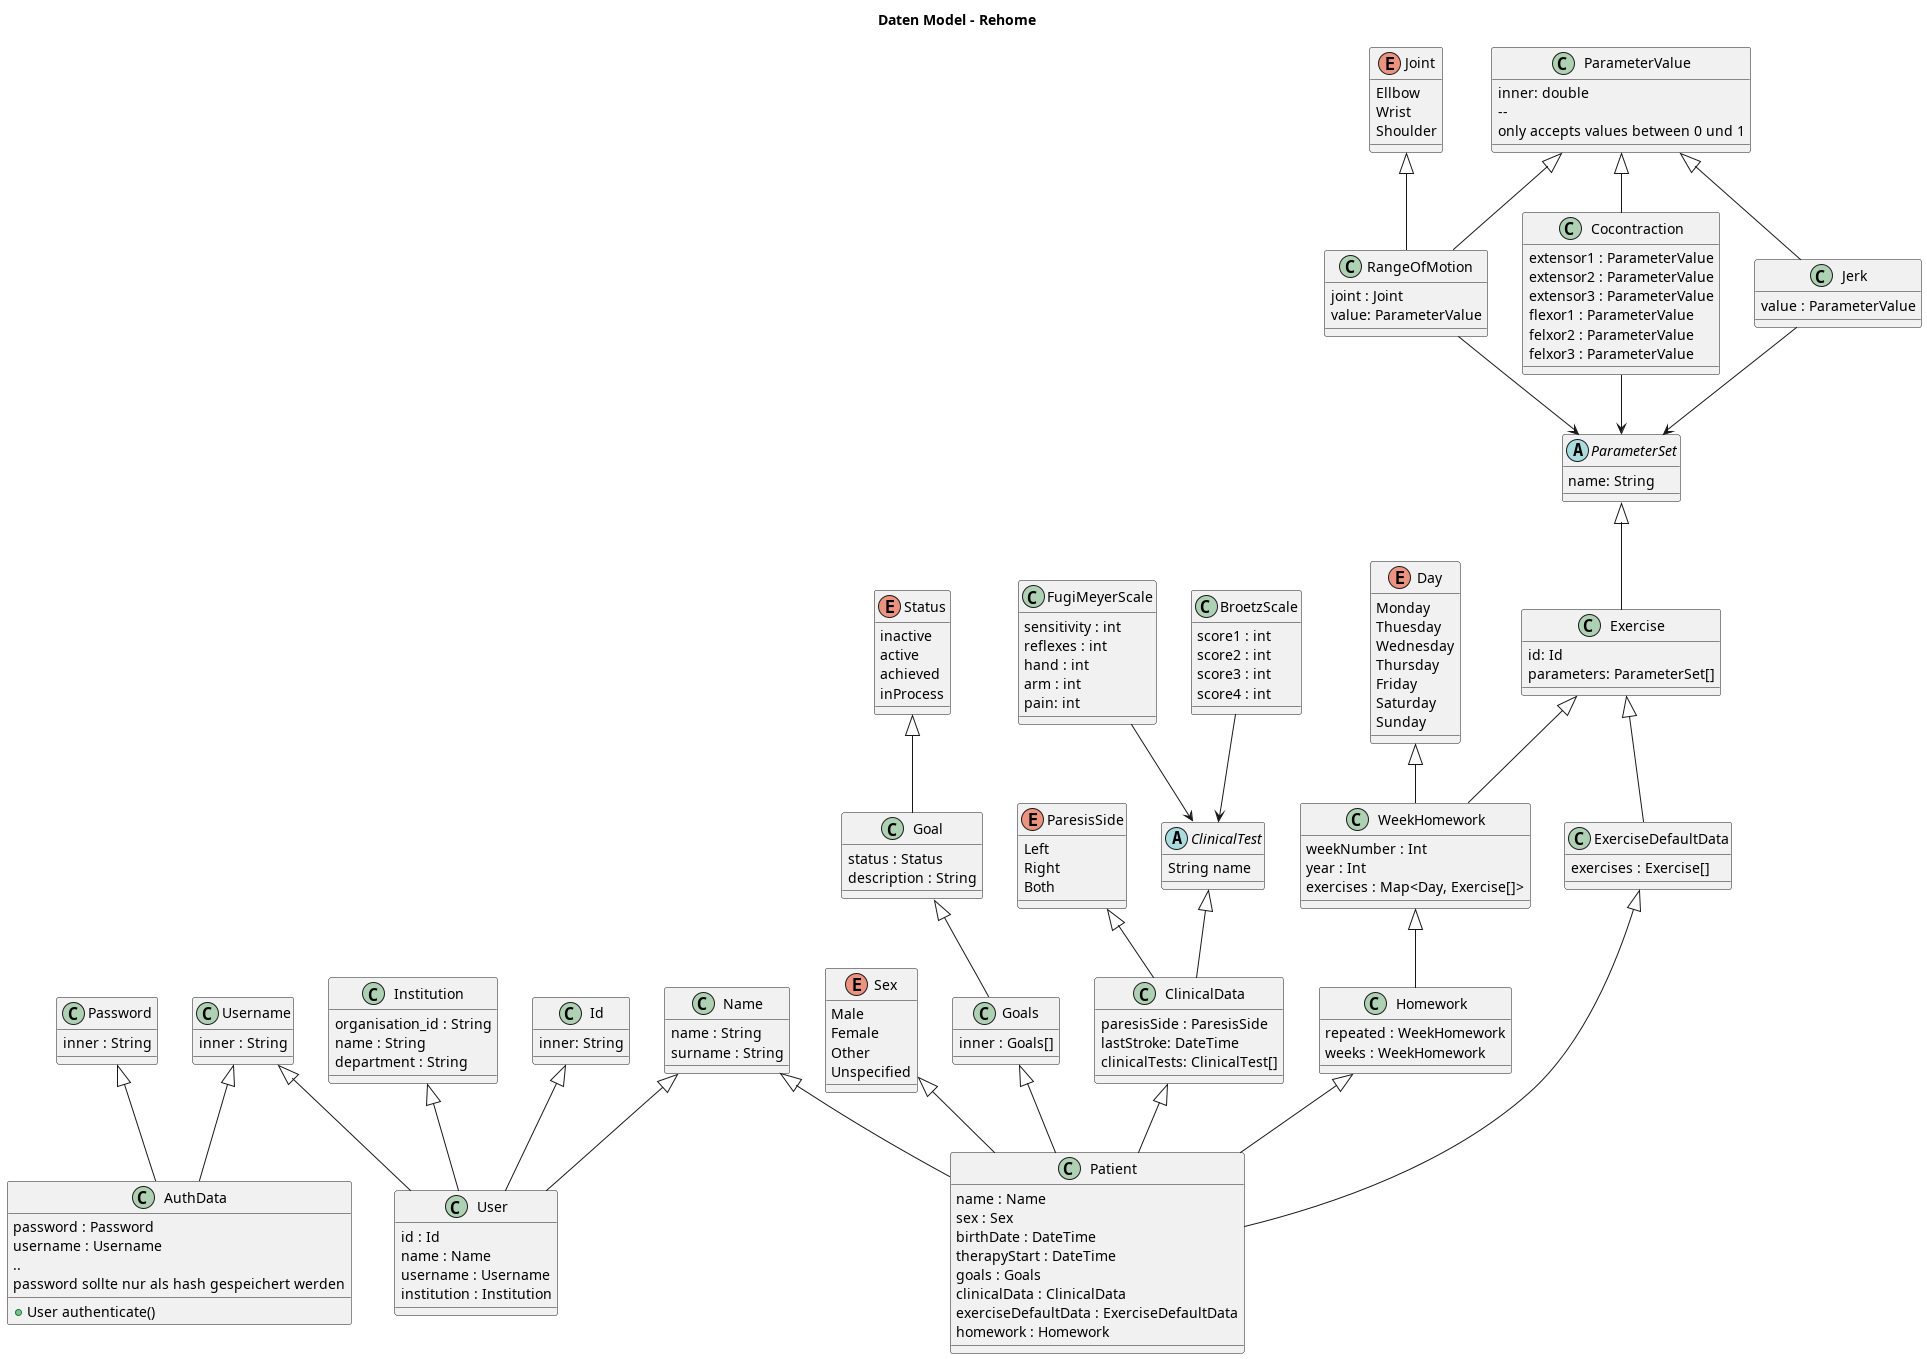 Daten Model - Rehome
E Joint
Ellbow
Wrist
Shoulder
C ParameterValue
inner: double
--
only accepts values between 0 und 1
C RangeOfMotion
joint : Joint
value: ParameterValue
C Cocontraction
extensor1 : ParameterValue
extensor2 : ParameterValue
extensor3 : ParameterValue
flexor1 : ParameterValue
felxor2 : ParameterValue
felxor3 : ParameterValue
C Jerk
value : ParameterValue
A ParameterSet
name: String
E Status
inactive
active
achieved
inProcess
C FugiMeyerScale
sensitivity : int
reflexes : int
hand : int
arm : int
pain: int
C BroetzScale
score1 : int
score2 : int
score3 : int
score4 : int
E Day
Monday
Thuesday
Wednesday
Thursday
Friday
Saturday
Sunday
C Exercise
id: Id
parameters: ParameterSet[]
C Goal
status : Status
description : String
E ParesisSide
Left
Right
Both
A ClinicalTest
String name
C WeekHomework
weekNumber : Int
year : Int
exercises : Map<Day, Exercise[]>
C ExerciseDefaultData
exercises : Exercise[]
C Password
inner : String
C Username
inner : String
C Institution
organisation_id : String
name : String
department : String
C Id
inner: String
C Name
name : String
surname : String
E Sex
Male
Female
Other
Unspecified
C Goals
inner : Goals[]
C ClinicalData
paresisSide : ParesisSide
lastStroke: DateTime
clinicalTests: ClinicalTest[]
C Homework
repeated : WeekHomework
weeks : WeekHomework
C AuthData
password : Password
username : Username
..
password sollte nur als hash gespeichert werden
User authenticate()
C User
id : Id
name : Name
username : Username
institution : Institution
C Patient
name : Name
sex : Sex
birthDate : DateTime
therapyStart : DateTime
goals : Goals
clinicalData : ClinicalData
exerciseDefaultData : ExerciseDefaultData
homework : Homework